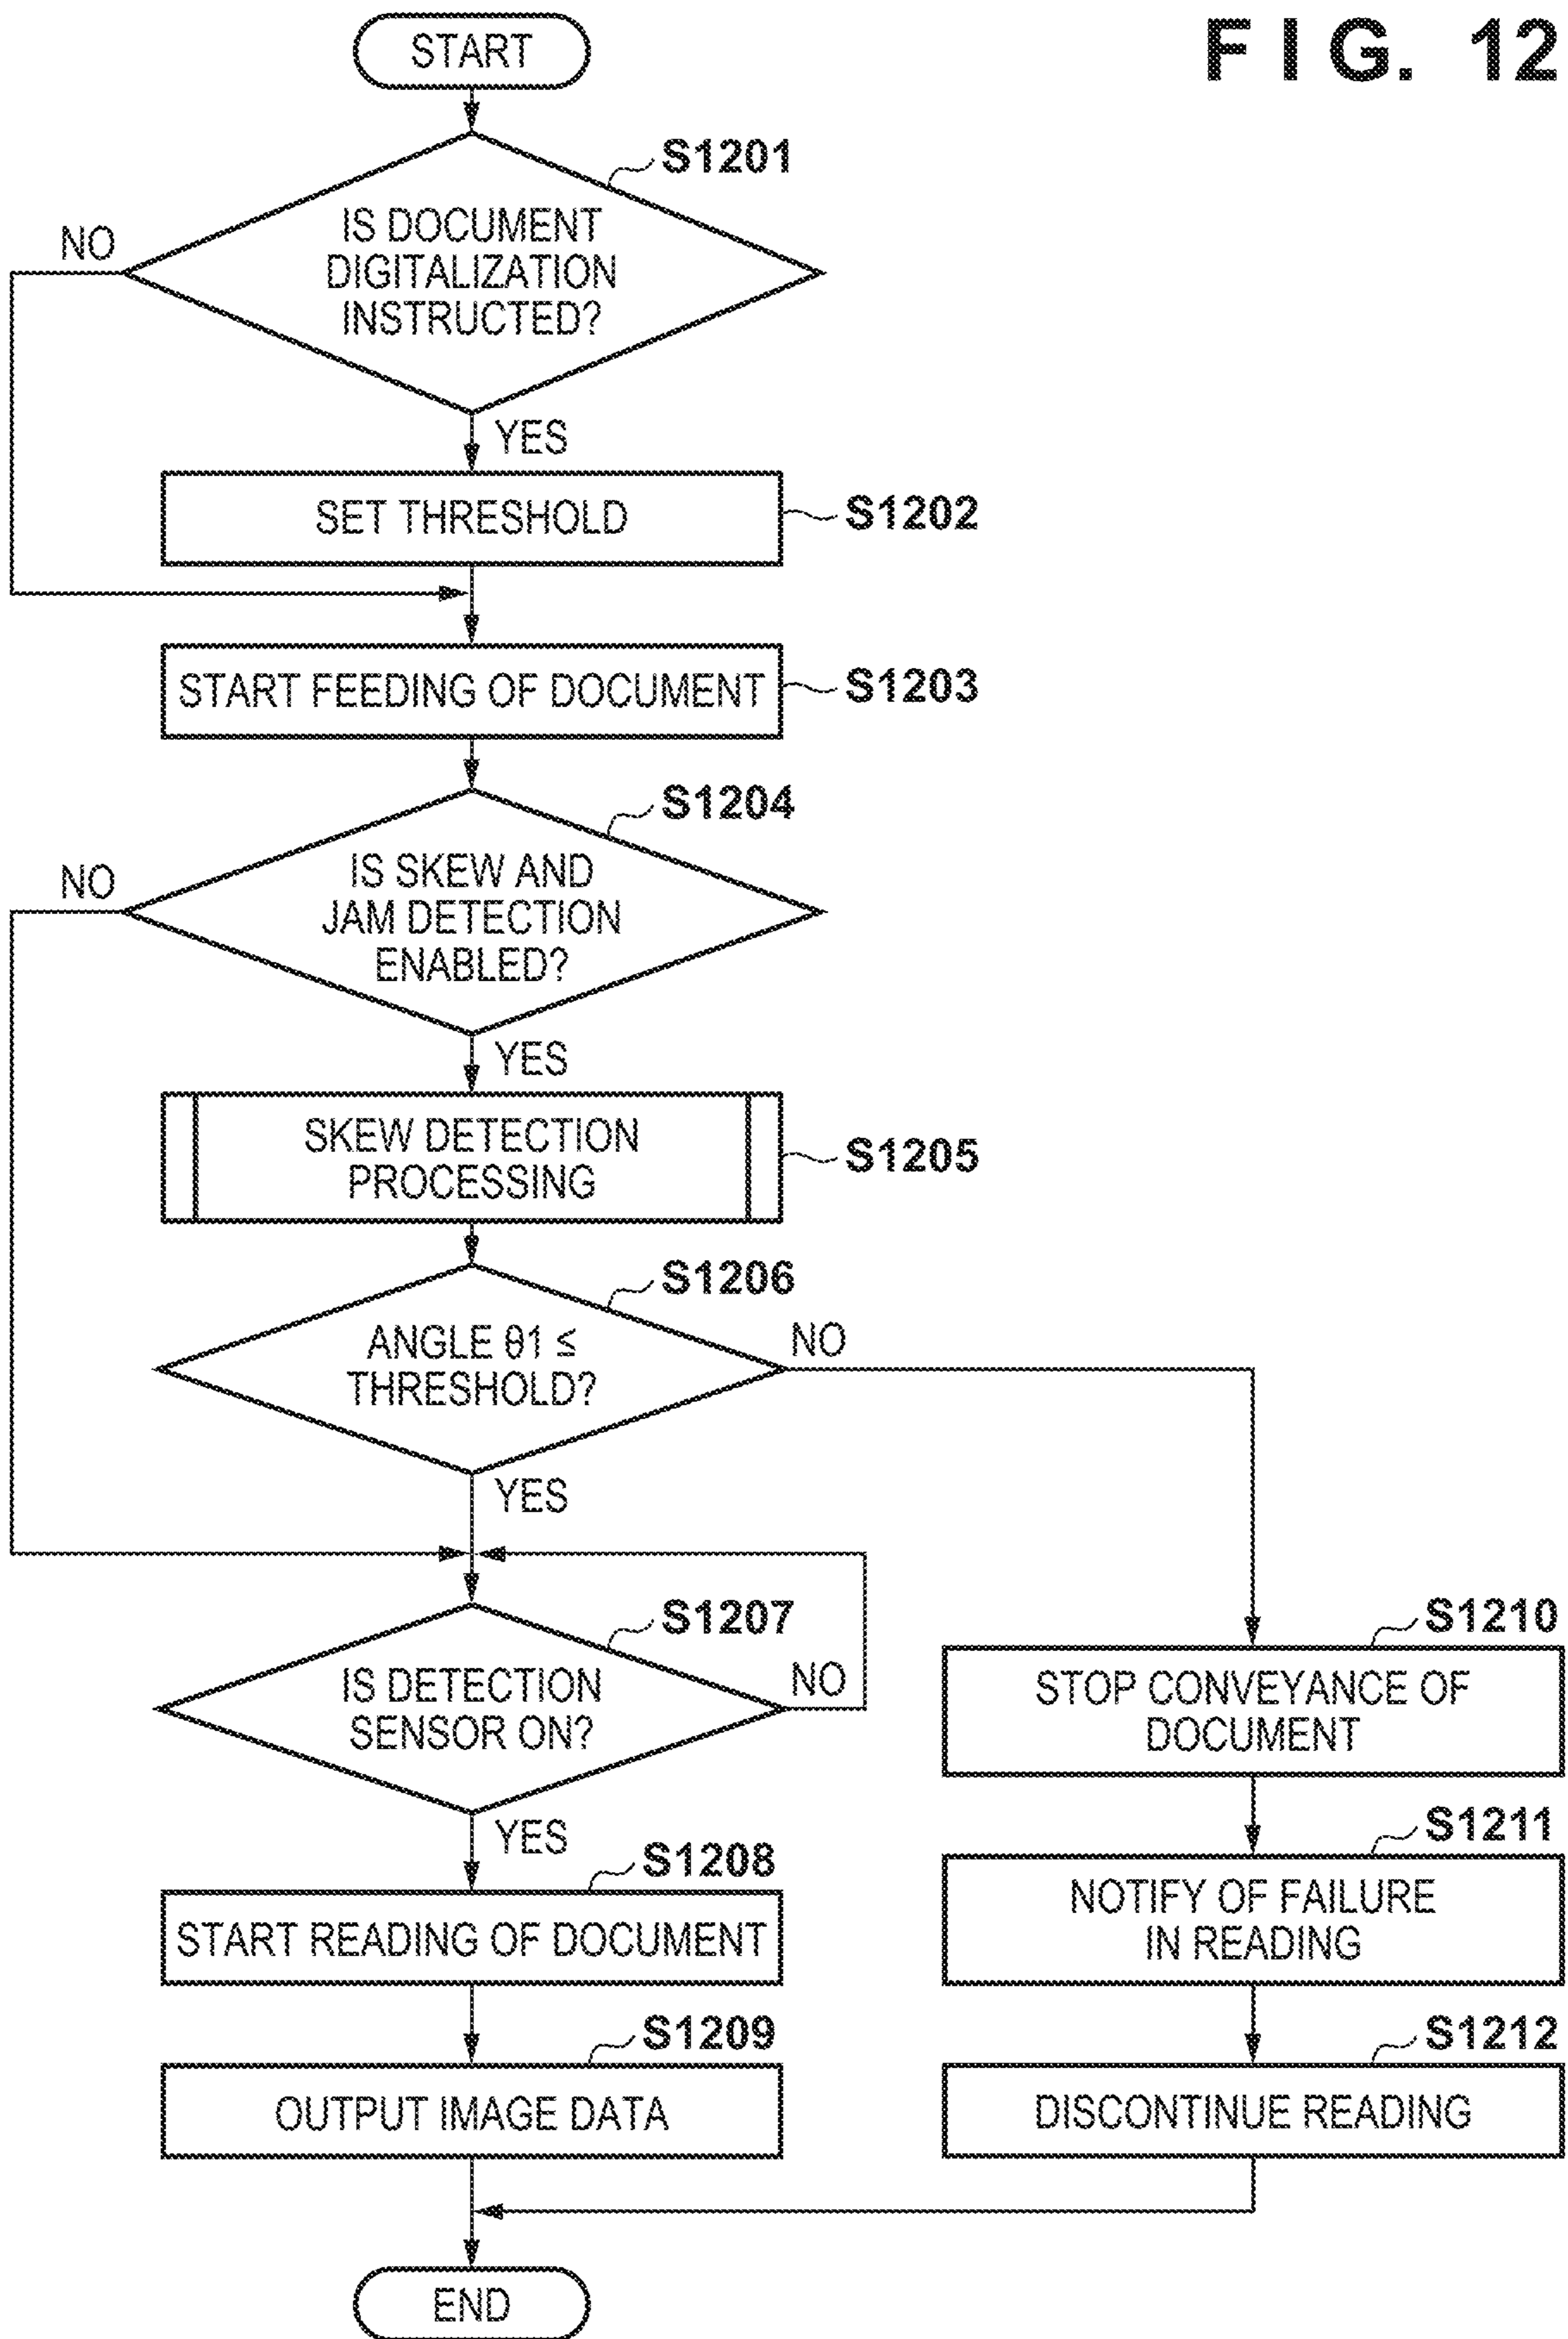 FIG. 12
START
S1201
IS DOCUMENT
DIGITALIZATION
INSTRUCTED?
NO
YES
SET THRESHOLD
S1202
START FEEDING OF DOCUMENT
S1203
S1204
IS SKEW AND
JAM DETECTION
ENABLED?
NO
YES
SKEW DETECTION
PROCESSING
S1205
S1206
ANGLE θ1 ≤
THRESHOLD?
NO
YES
S1207
IS DETECTION
SENSOR ON?
NO
YES
S1208
START READING OF DOCUMENT
S1209
OUTPUT IMAGE DATA
S1210
STOP CONVEYANCE OF
DOCUMENT
S1211
NOTIFY OF FAILURE
IN READING
S1212
DISCONTINUE READING
END